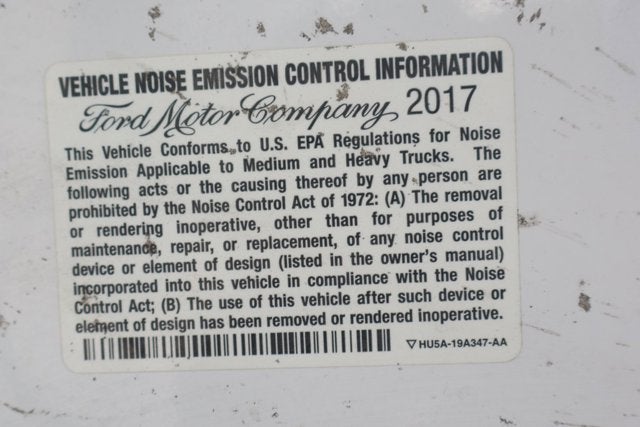 VEHICLE NOISE EMISSION CONTROL INFORMATION
Ford Motor Company 2017
This Vehicle Conforms to U.S. EPA Regulations for Noise
Emission Applicable to Medium and Heavy Trucks. The
following acts or the causing thereof by any person are
prohibited by the Noise Control Act of 1972: (A) The removal
or rendering inoperative, other than for purposes of
maintenance, repair, or replacement, of any noise control
device or element of design (listed in the owner's manual)
incorporated into this vehicle in compliance with the Noise
Control Act; (B) The use of this vehicle after such device or
element of design has been removed or rendered inoperative.
▽HU5A-19A347-AA